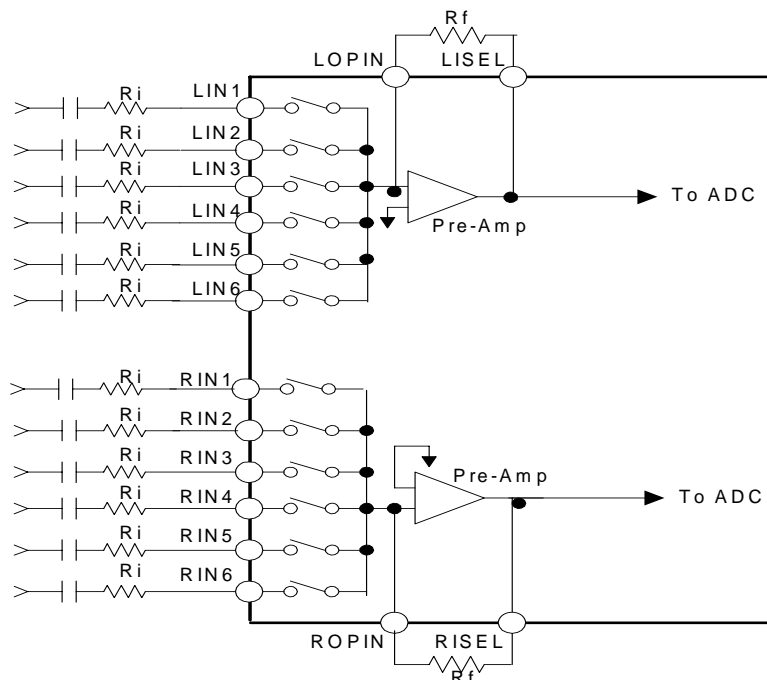 Rf
LOPIN LISEL
Ri LIN1
Ri LIN2
Ri LIN3
Ri LIN4
Ri LIN5
Ri LIN6
Pre-Amp
To ADC
Ri RIN1
Ri RIN2
Ri RIN3
Ri RIN4
Ri RIN5
Ri RIN6
Pre-Amp
To ADC
ROPIN RISEL
Rf